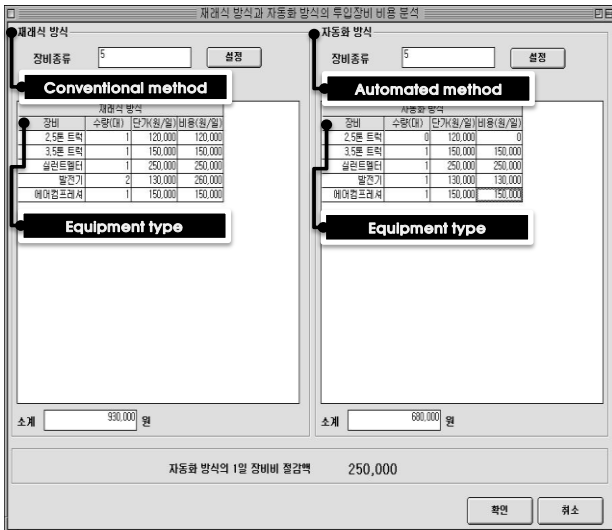 재래식 방식과 자동화 방식의 투입장비 비용 분석
재래식 방식
장비종류 5 설정
Conventional method
재래식 방식
장비 수량(대) 단가(원/일) 비용(원/일)
2,5톤 트럭 1 120,000 120,000
3,5톤 트럭 1 150,000 150,000
실런트멜터 1 250,000 250,000
발전기 2 130,000 260,000
에어컴프레셔 1 150,000 150,000
Equipment type
소계 930,000 원
자동화 방식
장비종류 5 설정
Automated method
자동화 방식
장비 수량(대) 단가(원/일) 비용(원/일)
2,5톤 트럭 0 120,000 0
3,5톤 트럭 1 150,000 150,000
실런트멜터 1 250,000 250,000
발전기 1 130,000 130,000
에어컴프레셔 1 150,000 150,000
Equipment type
소계 680,000 원
자동화 방식의 1일 장비비 절감액 250,000
확인 취소